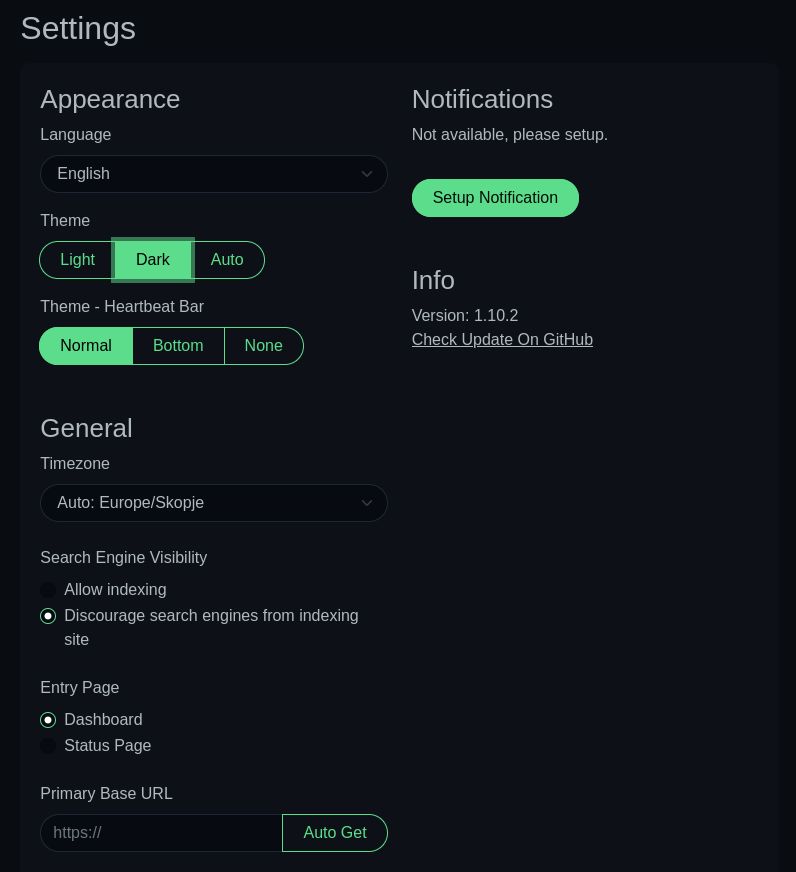 Settings
Appearance
Language
English
Theme
Light Dark Auto
Theme - Heartbeat Bar
Normal Bottom None
General
Timezone
Auto: Europe/Skopje
Search Engine Visibility
Allow indexing
Discourage search engines from indexing
site
Entry Page
Dashboard
Status Page
Primary Base URL
https:// Auto Get
Notifications
Not available, please setup.
Setup Notification
Info
Version: 1.10.2
Check Update On GitHub